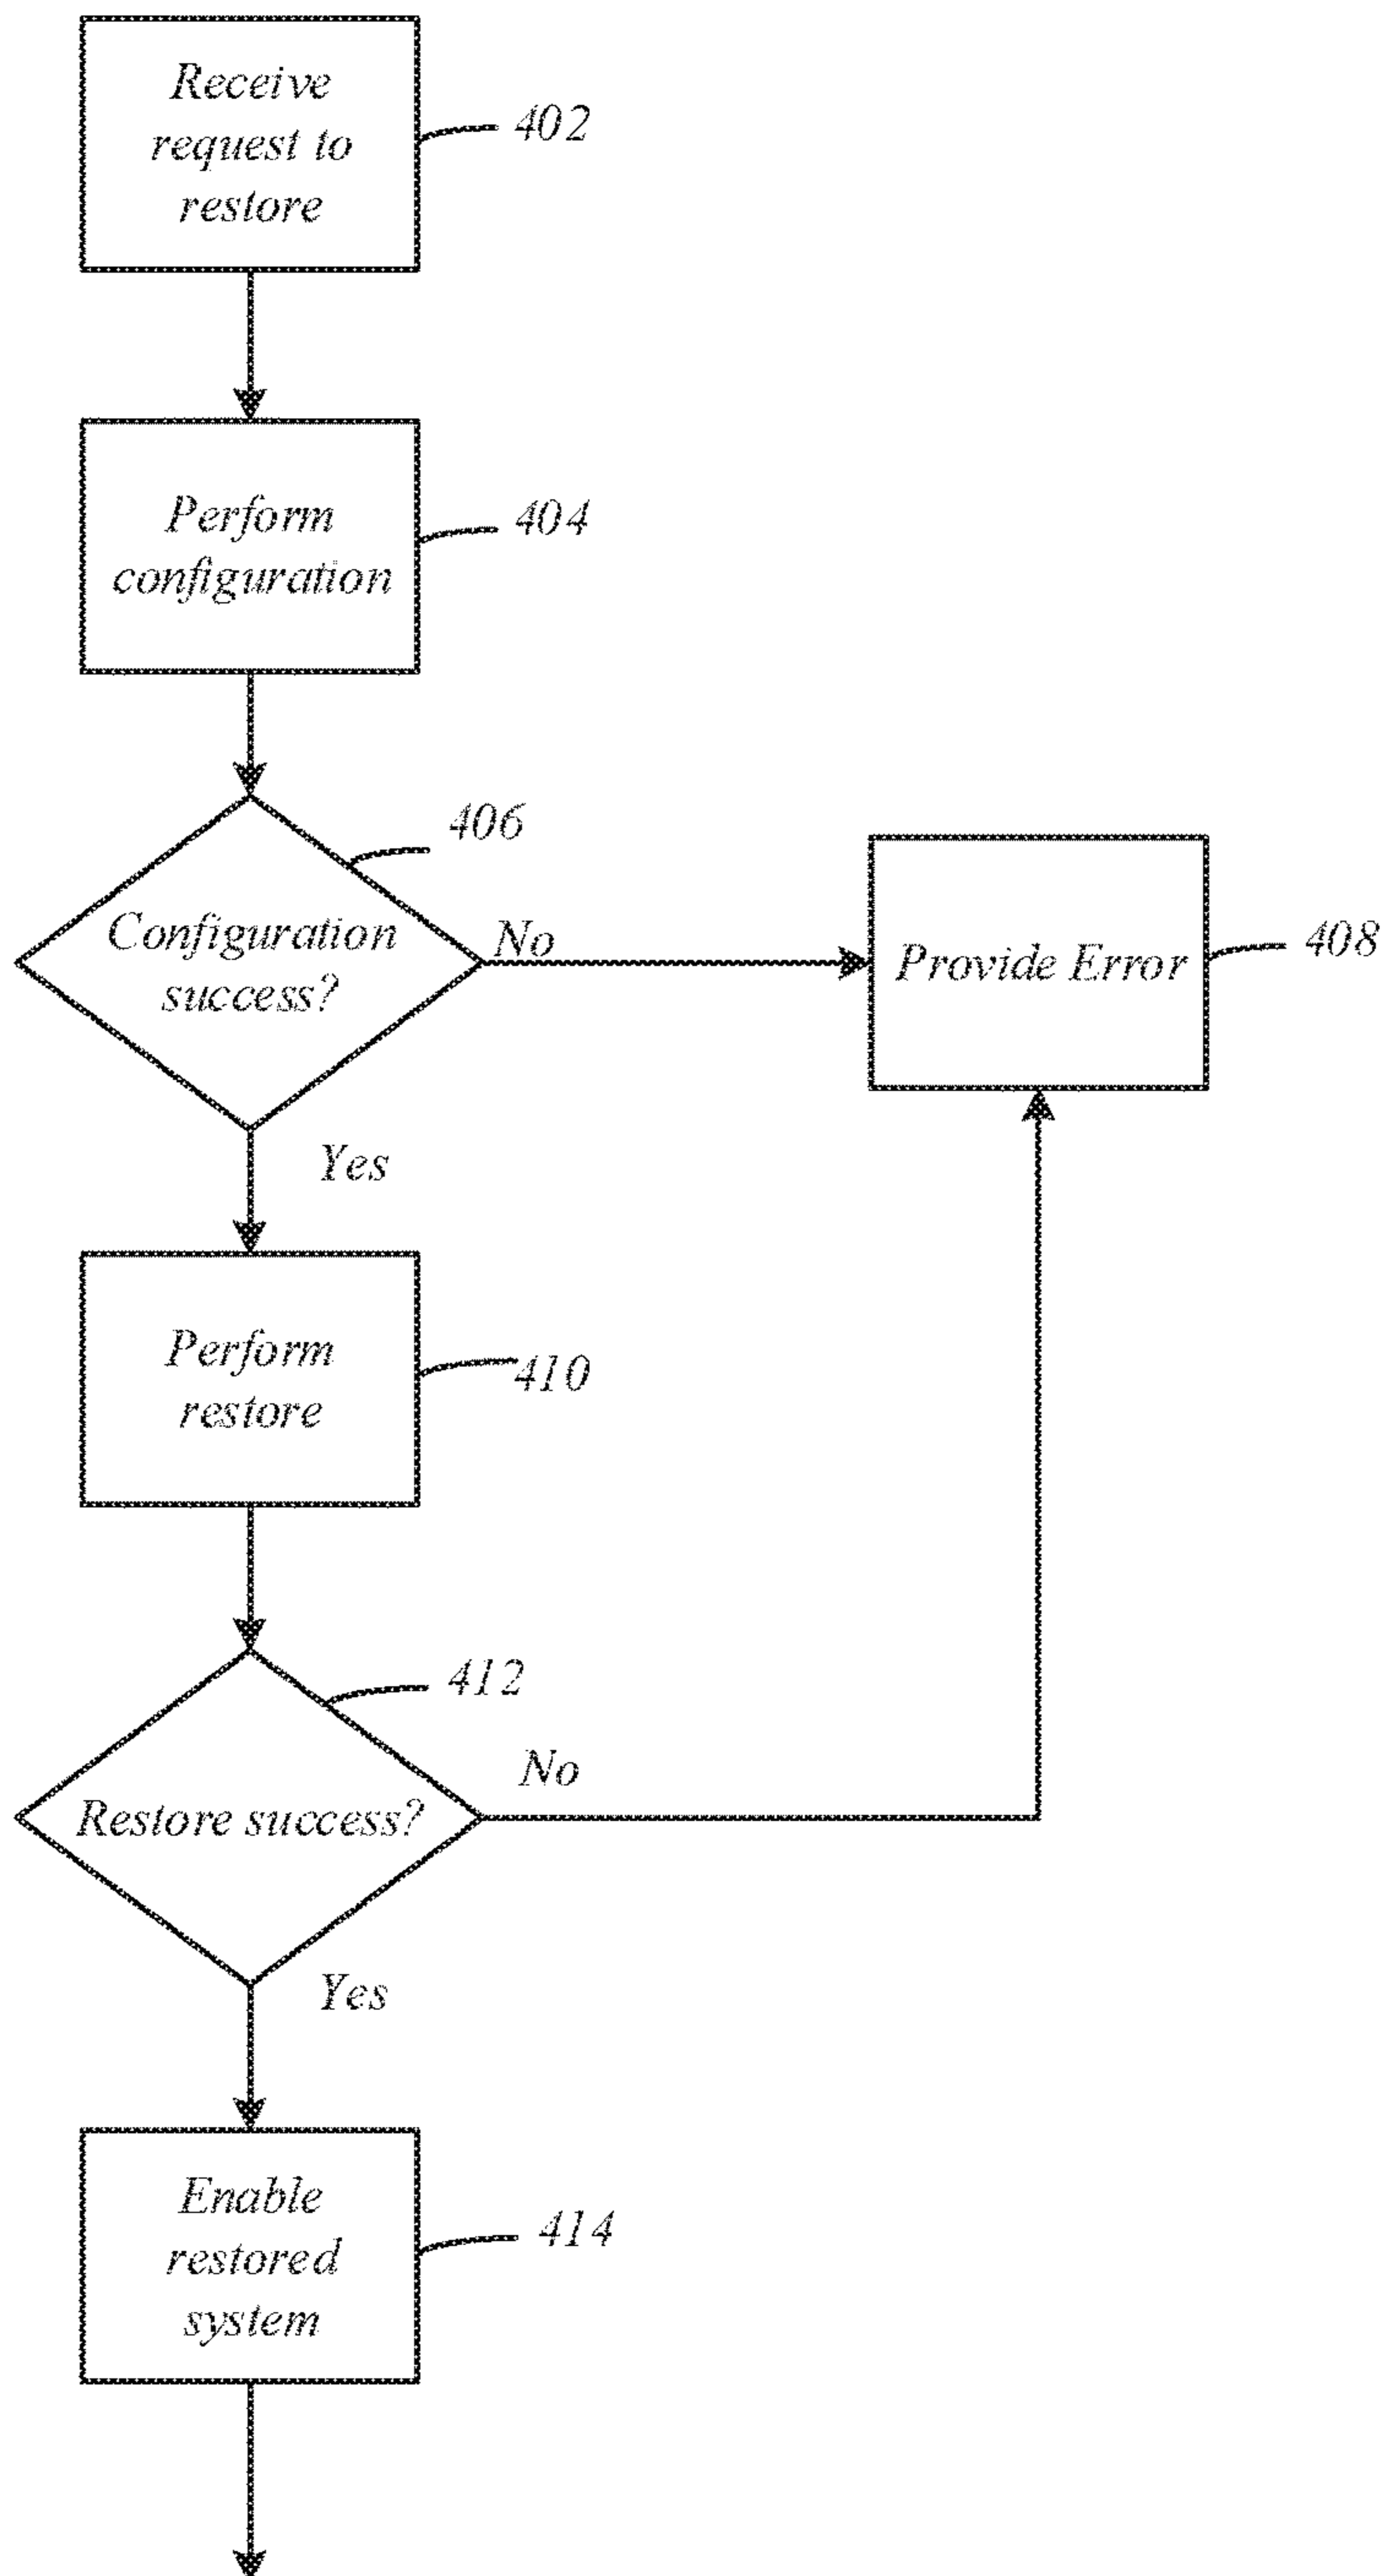 Receive
request to
restore
402
Perform
configuration
404
406
Configuration
success?
No
Provide Error
408
Yes
Perform
restore
410
412
Restore success?
No
Yes
Enable
restored
system
414